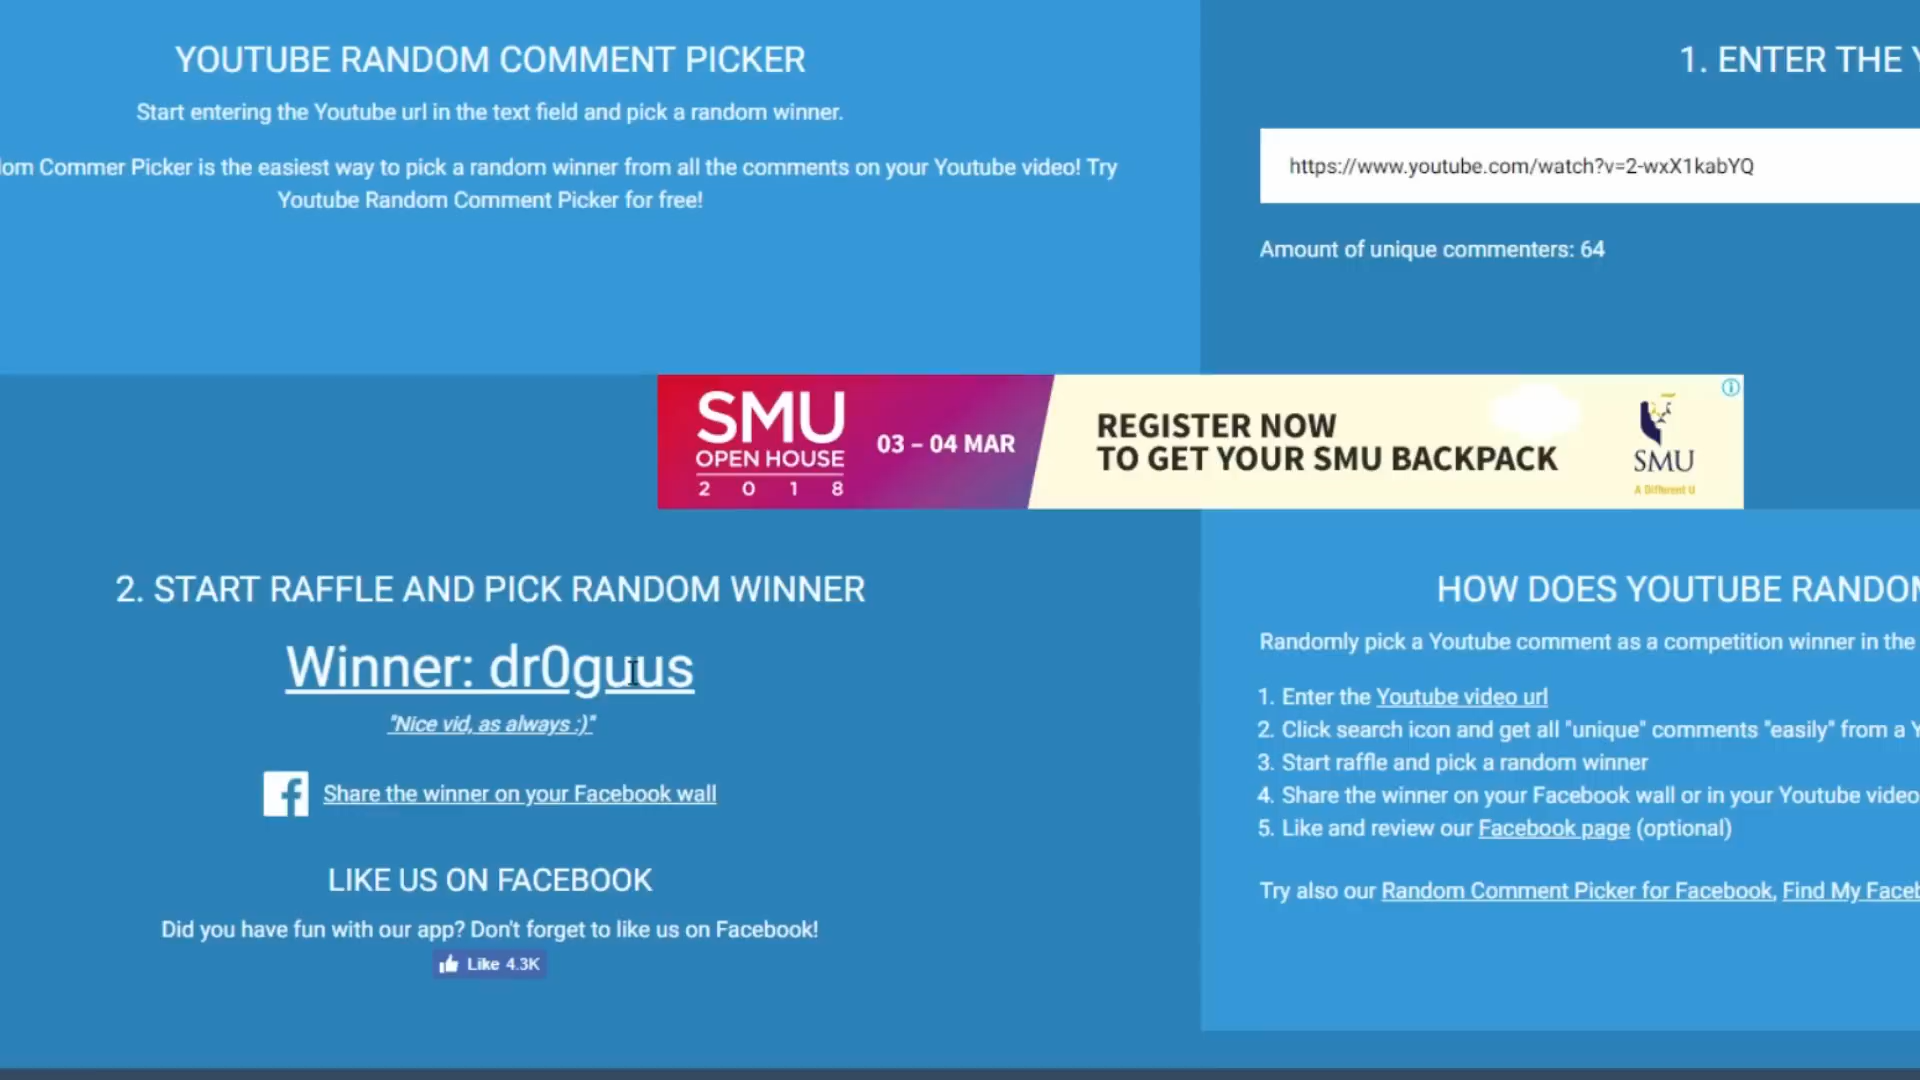 YOUTUBE RANDOM COMMENT PICKER
Start entering the Youtube url in the text field and pick a random winner.
Commer Picker is the easiest way to pick a random winner from all the comments on your Youtube video! Try
Youtube Random Comment Picker for free!
1. ENTER THE
https://www.youtube.com/watch?v=2-wxX1kabYQ
Amount of unique commenters: 64
SMU
OPEN HOUSE
2 0 1 8
03 – 04 MAR
REGISTER NOW
TO GET YOUR SMU BACKPACK
SMU
A Different U
2. START RAFFLE AND PICK RANDOM WINNER
Winner: dr0guus
"Nice vid, as always :)"
Share the winner on your Facebook wall
LIKE US ON FACEBOOK
Did you have fun with our app? Don't forget to like us on Facebook!
Like 4.3K
HOW DOES YOUTUBE
Randomly pick a Youtube comment as a competition winner in the
1. Enter the Youtube video url
2. Click search icon and get all "unique" comments "easily" from a
3. Start raffle and pick a random winner
4. Share the winner on your Facebook wall or in your Youtube video
5. Like and review our Facebook page (optional)
Try also our Random Comment Picker for Facebook, Find My